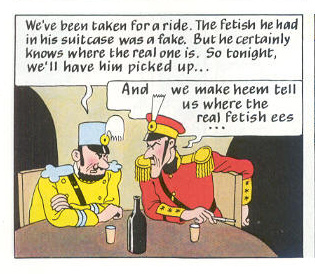 We've been taken for a ride. The fetish he had
in his suitcase was a fake. But he certainly
knows where the real one is. So tonight,
we'll have him picked up...
And ... we make heem tell
us where the
real fetish ees
...